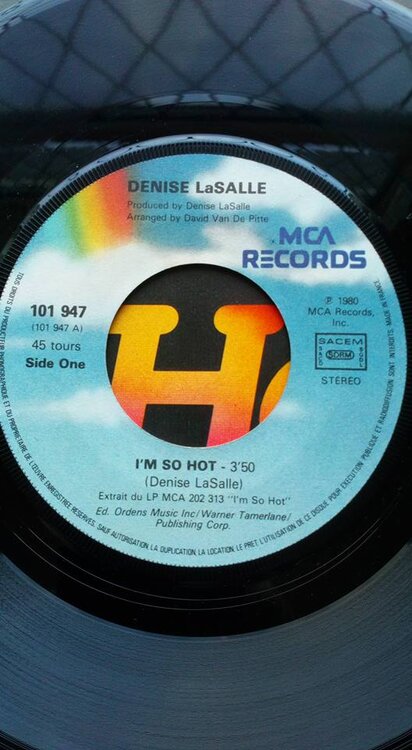 DENISE LaSALLE
Produced by Denise LaSalle
Arranged by David Van De Pitte
MCA
RECORDS
101 947
(101 947 A)
45 tours
Side One
℗ 1980
MCA Records,
Inc.
SACEM
SACD
SDRM
SGDL
STÉRÉO
H
I'M SO HOT - 3'50
(Denise LaSalle)
Extrait du LP MCA 202 313 "I'm So Hot"
Ed. Ordens Music Inc/Warner Tamerlane/
Publishing Corp.
TOUS DROITS DU PRODUCTEUR PHONOGRAPHIQUE ET DU PROPRIETAIRE DE L'ŒUVRE ENREGISTREE RESERVES. SAUF AUTORISATION, LA DUPLICATION, LA LOCATION, LE PRET, L'UTILISATION DE CE DISQUE POUR EXECUTION PUBLIQUE ET RADIODIFFUSION SONT INTERDITS. MADE IN FRANCE